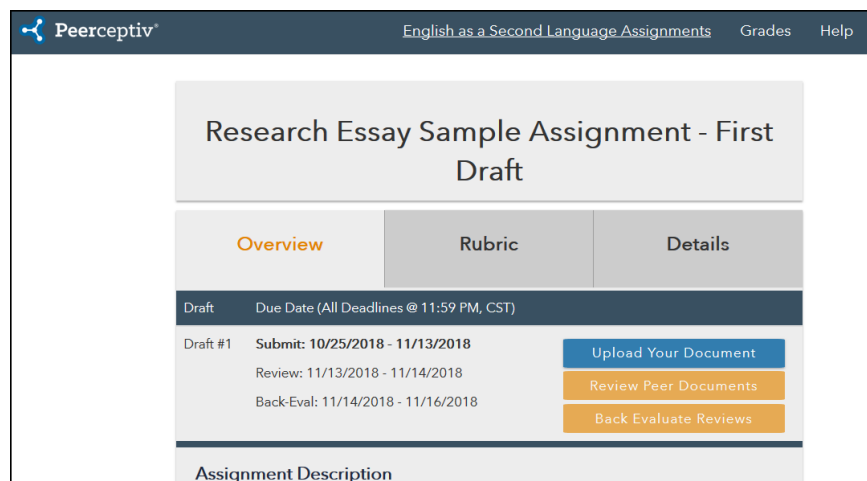 Peerceptiv® English as a Second Language Assignments Grades Help
Research Essay Sample Assignment - First
Draft
Overview Rubric Details
Draft Due Date (All Deadlines @ 11:59 PM, CST)
Draft #1 Submit: 10/25/2018 - 11/13/2018 Upload Your Document
Review: 11/13/2018 - 11/14/2018 Review Peer Documents
Back-Eval: 11/14/2018 - 11/16/2018 Back Evaluate Reviews
Assignment Description